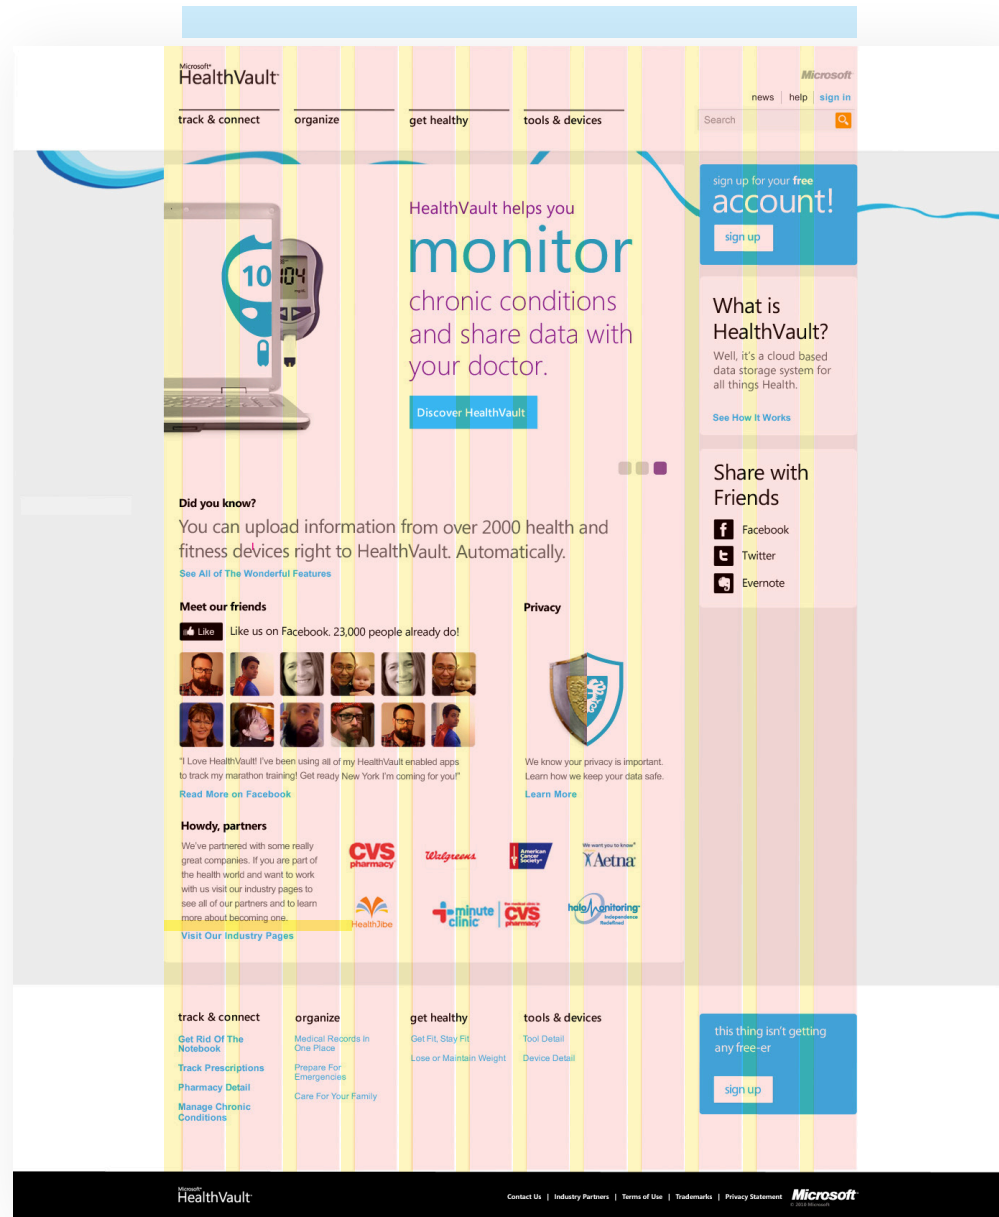 Microsoft®
HealthVault
Microsoft
news | help | sign in
track & connect
organize
get healthy
tools & devices
Search
HealthVault helps you
monitor
chronic conditions
and share data with
your doctor.
Discover HealthVault
10
104
sign up for your free
account!
sign up
What is
HealthVault?
Well, it's a cloud based
data storage system for
all things Health.
See How It Works
Share with
Friends
Facebook
Twitter
Evernote
Did you know?
You can upload information from over 2000 health and
fitness devices right to HealthVault. Automatically.
See All of The Wonderful Features
Meet our friends
Like
Like us on Facebook. 23,000 people already do!
"I Love HealthVault! I've been using all of my HealthVault enabled apps
to track my marathon training! Get ready New York I'm coming for you!"
Read More on Facebook
Privacy
We know your privacy is important.
Learn how we keep your data safe.
Learn More
Howdy, partners
We've partnered with some really
great companies. If you are part of
the health world and want to work
with us visit our industry pages to
see all of our partners and to learn
more about becoming one.
Visit Our Industry Pages
CVS
pharmacy
Walgreens
American
Cancer
Society®
We want you to know®
Aetna
HealthJibe
minute
clinic
the medical clinic in
CVS
pharmacy
halo monitoring
Independence
Redefined
track & connect
Get Rid Of The
Notebook
Track Prescriptions
Pharmacy Detail
Manage Chronic
Conditions
organize
Medical Records in
One Place
Prepare For
Emergencies
Care For Your Family
get healthy
Get Fit, Stay Fit
Lose or Maintain Weight
tools & devices
Tool Detail
Device Detail
this thing isn't getting
any free-er
sign up
Microsoft®
HealthVault
Contact Us | Industry Partners | Terms of Use | Trademarks | Privacy Statement
Microsoft
© 2010 Microsoft